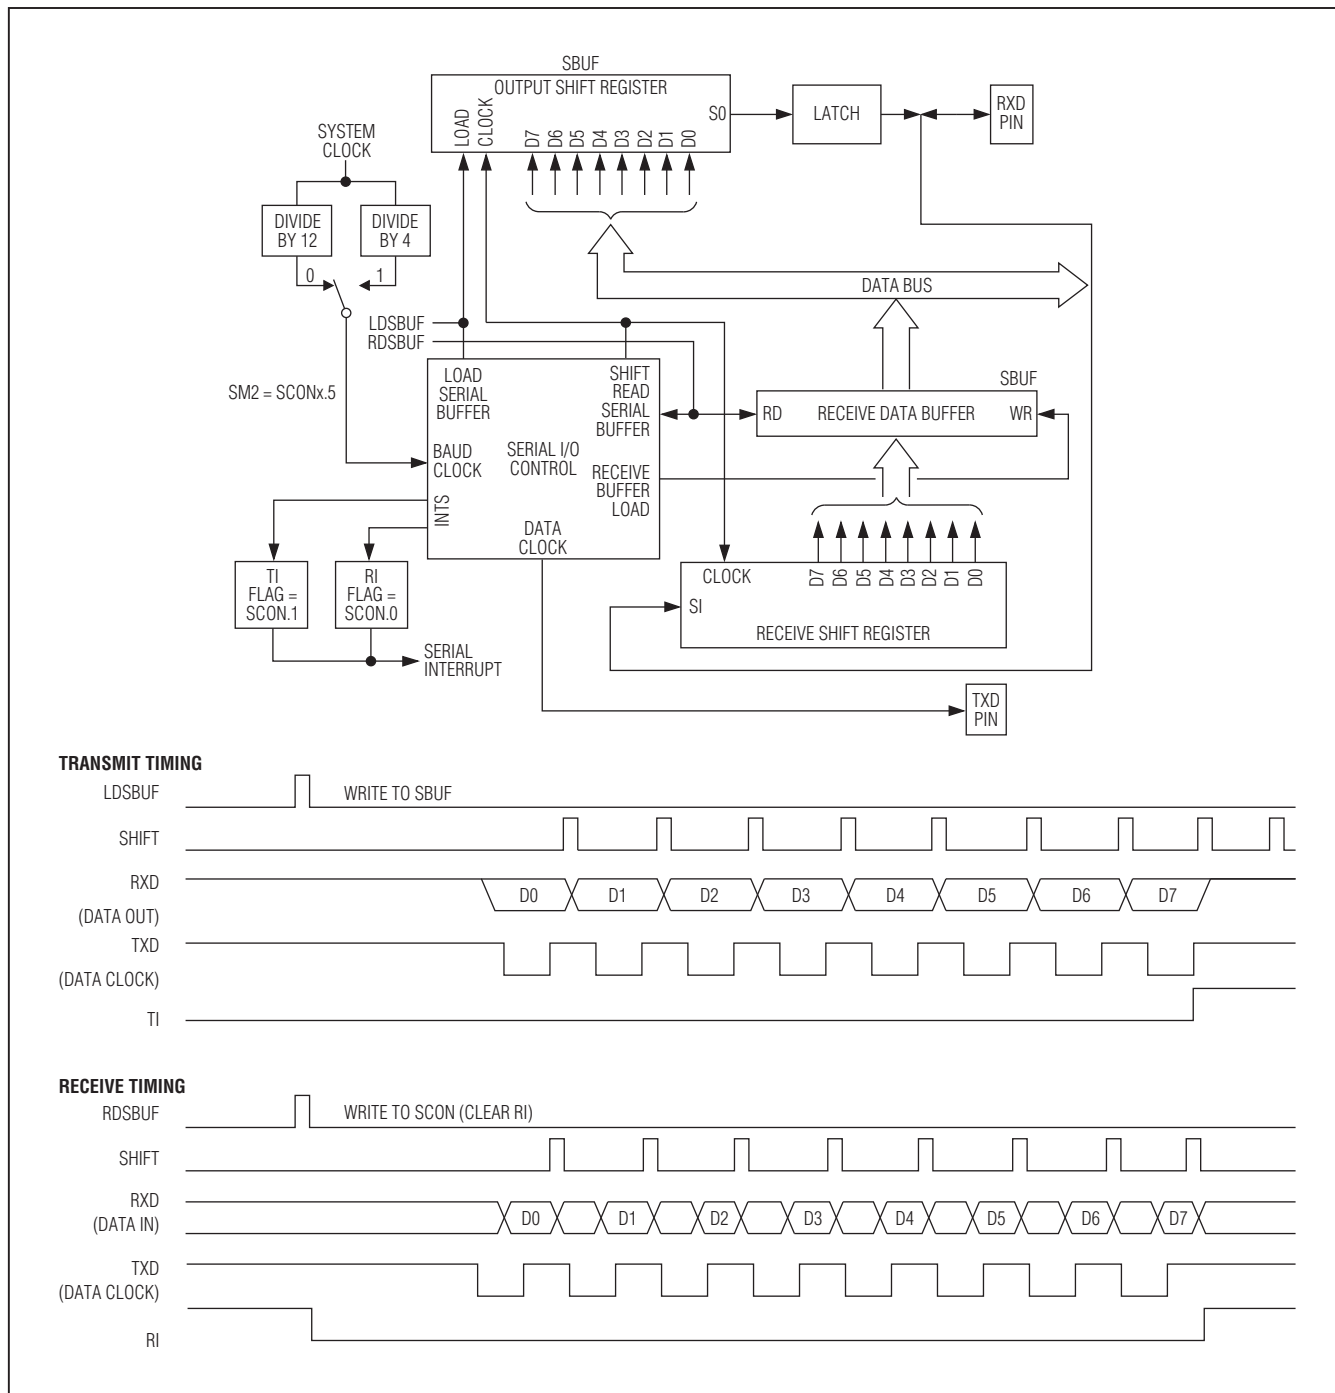 SBUF
OUTPUT SHIFT REGISTER
LOAD
CLOCK
D7
D6
D5
D4
D3
D2
D1
D0
S0
LATCH
RXD
PIN
SYSTEM
CLOCK
DIVIDE
BY 12
DIVIDE
BY 4
0
1
DATA BUS
LDSBUF
RDSBUF
SM2 = SCONx.5
LOAD
SERIAL
BUFFER
SHIFT
READ
SERIAL
BUFFER
BAUD
CLOCK
SERIAL I/O
CONTROL
RECEIVE
BUFFER
LOAD
INTS
DATA
CLOCK
SBUF
RD
RECEIVE DATA BUFFER
WR
TI
FLAG =
SCON.1
RI
FLAG =
SCON.0
SERIAL
INTERRUPT
CLOCK
D7
D6
D5
D4
D3
D2
D1
D0
SI
RECEIVE SHIFT REGISTER
TXD
PIN
TRANSMIT TIMING
LDSBUF
WRITE TO SBUF
SHIFT
RXD
(DATA OUT)
D0 D1 D2 D3 D4 D5 D6 D7
TXD
(DATA CLOCK)
TI
RECEIVE TIMING
RDSBUF
WRITE TO SCON (CLEAR RI)
SHIFT
RXD
(DATA IN)
D0 D1 D2 D3 D4 D5 D6 D7
TXD
(DATA CLOCK)
RI